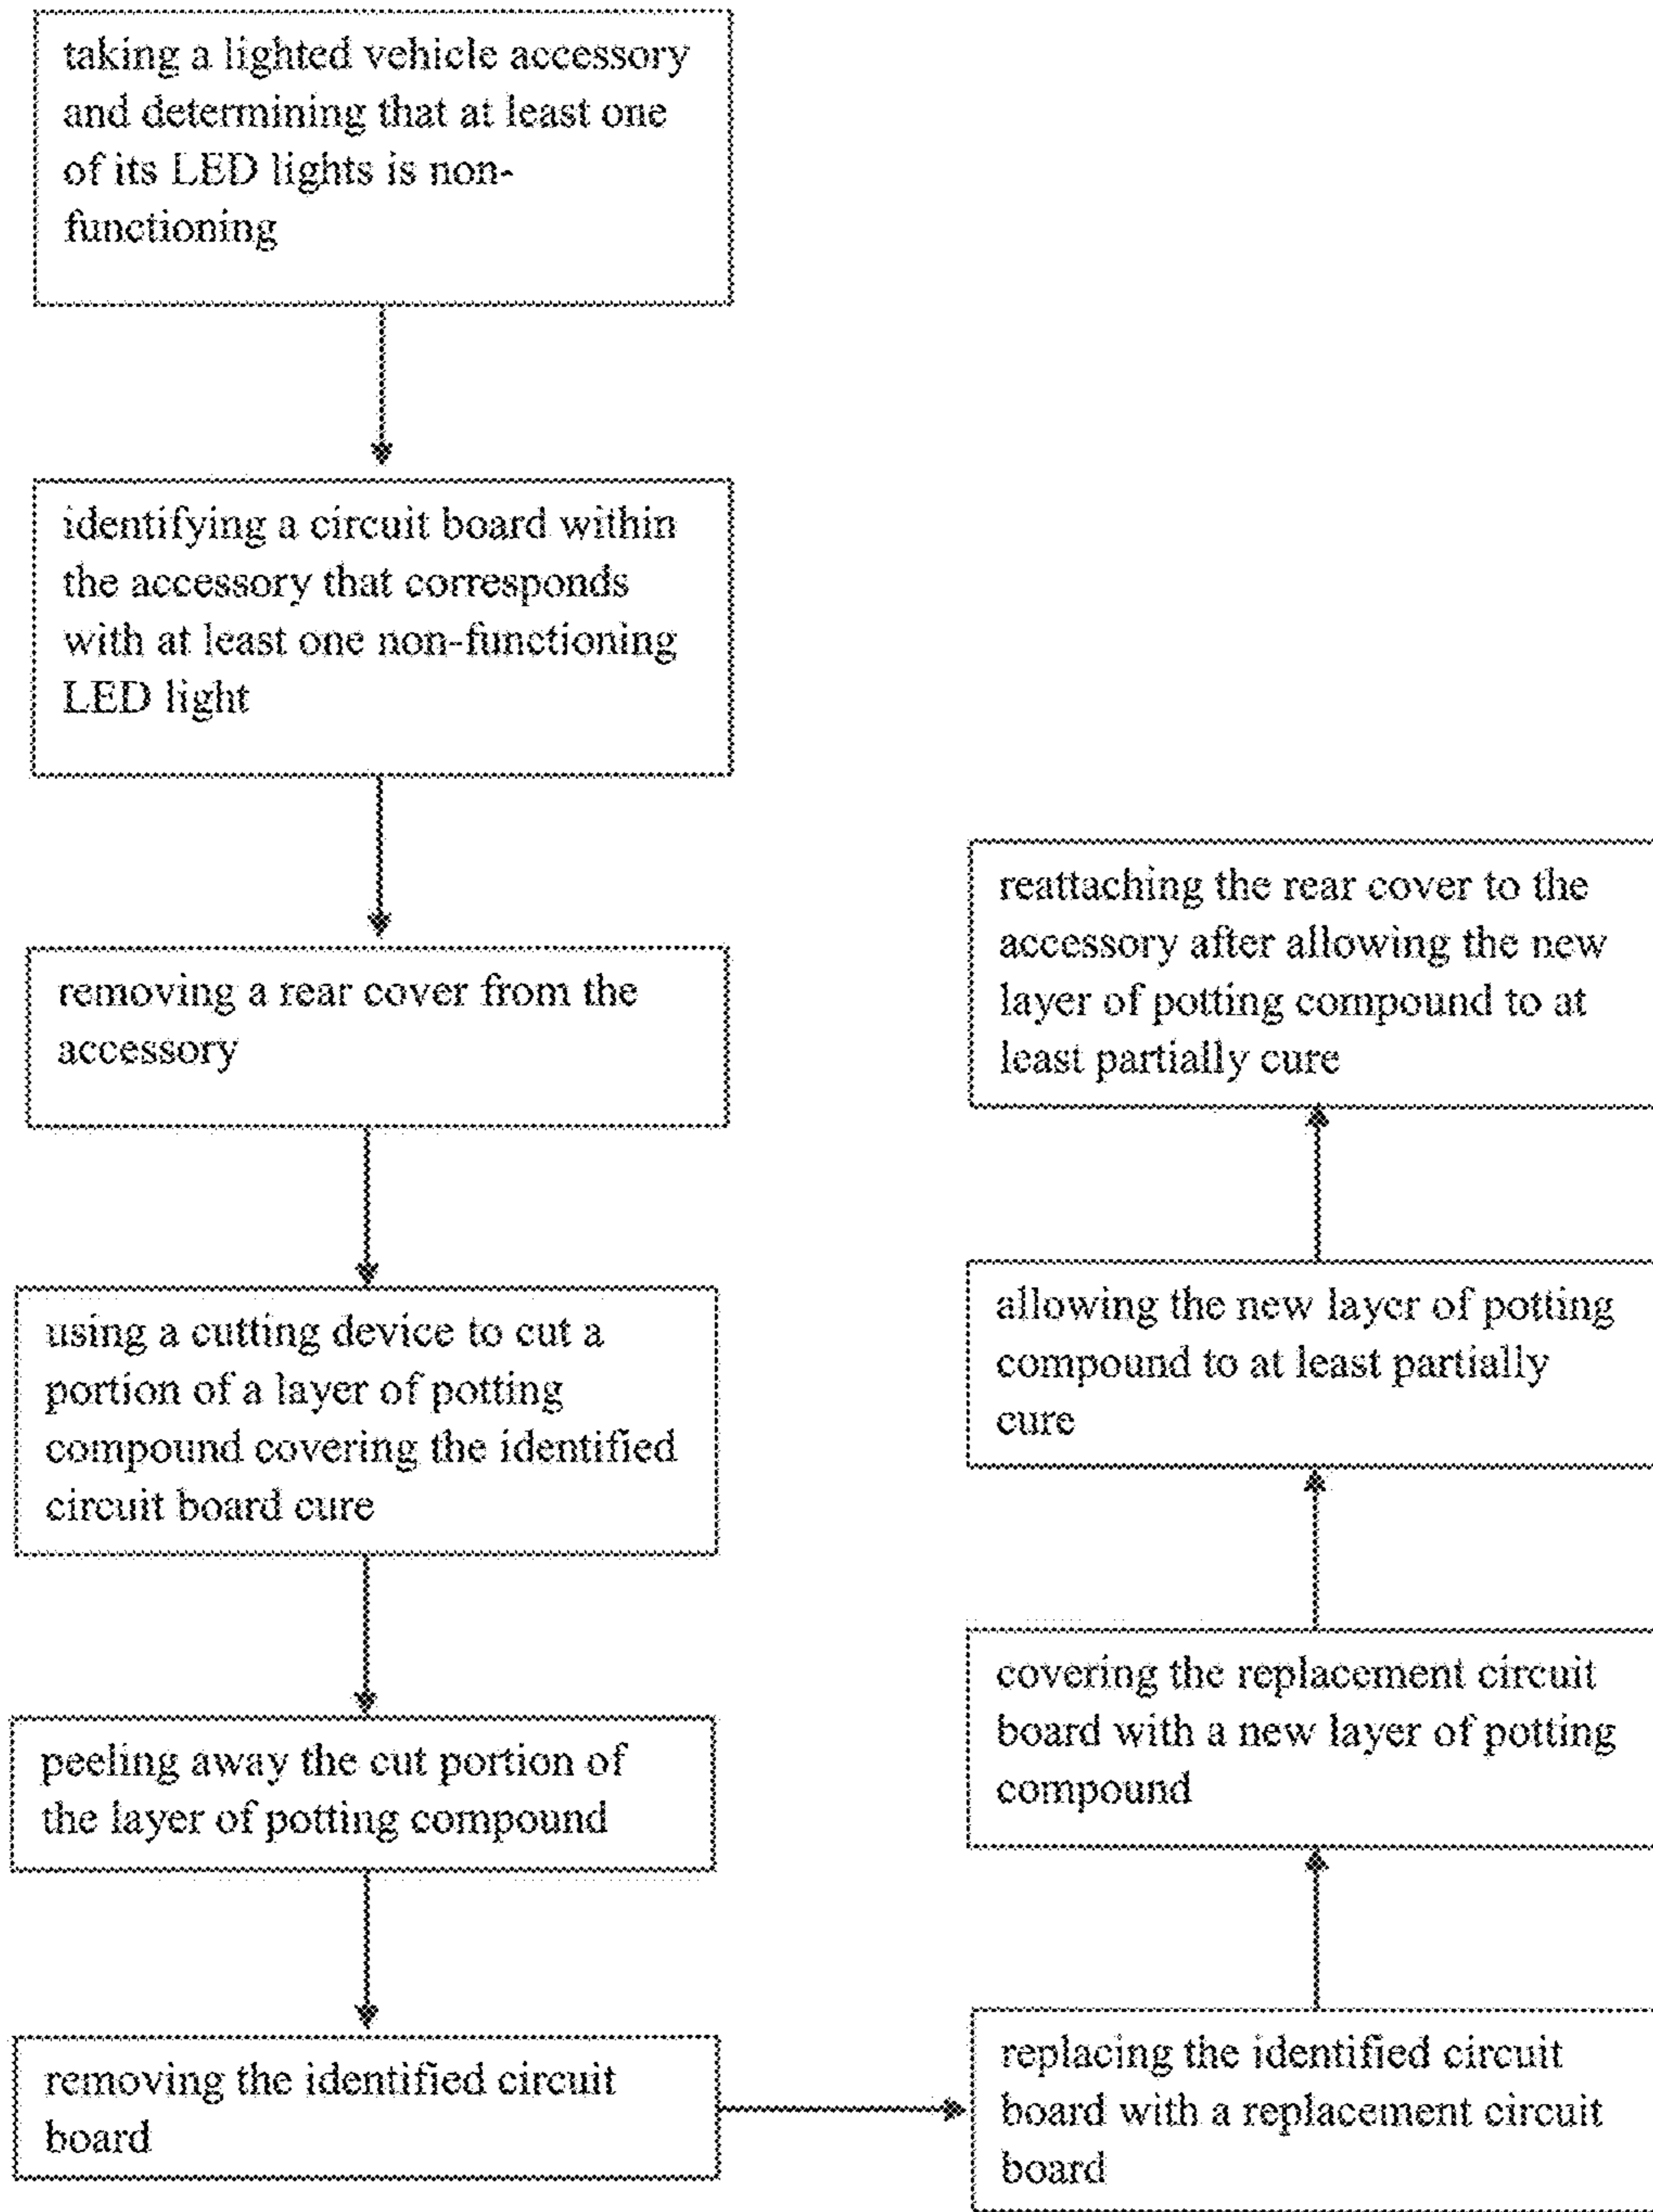 taking a lighted vehicle accessory
and determining that at least one
of its LED lights is non-
functioning
identifying a circuit board within
the accessory that corresponds
with at least one non-functioning
LED light
removing a rear cover from the
accessory
using a cutting device to cut a
portion of a layer of potting
compound covering the identified
circuit board cure
peeling away the cut portion of
the layer of potting compound
removing the identified circuit
board
replacing the identified circuit
board with a replacement circuit
board
covering the replacement circuit
board with a new layer of potting
compound
allowing the new layer of potting
compound to at least partially
cure
reattaching the rear cover to the
accessory after allowing the new
layer of potting compound to at
least partially cure